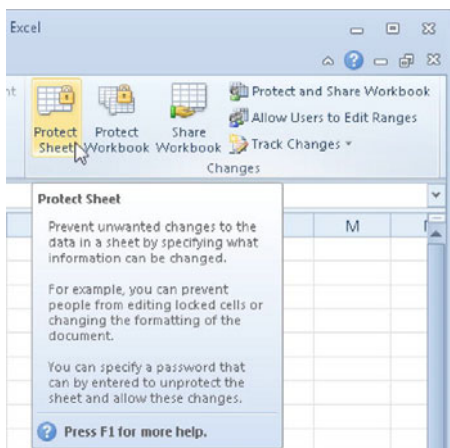 Excel
nt
Protect and Share Workbook
Allow Users to Edit Ranges
Track Changes
Protect Sheet
Protect Workbook
Share Workbook
Changes
Protect Sheet
Prevent unwanted changes to the
data in a sheet by specifying what
information can be changed.
For example, you can prevent
people from editing locked cells or
changing the formatting of the
document.
You can specify a password that
can by entered to unprotect the
sheet and allow these changes.
Press F1 for more help.
M